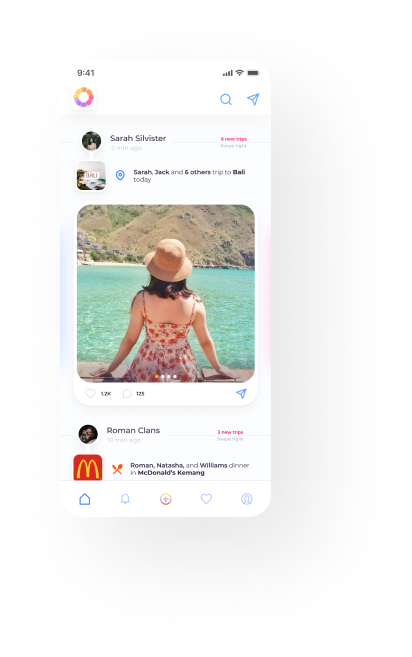 9:41
Sarah Silvister
6 new trips
5 min ago
Swipe right
BALI
Sarah, Jack and 6 others trip to Bali
today
1.2K
125
Roman Clans
3 new trips
10 min ago
Swipe right
Roman, Natasha, and Williams dinner
in McDonald's Kemang